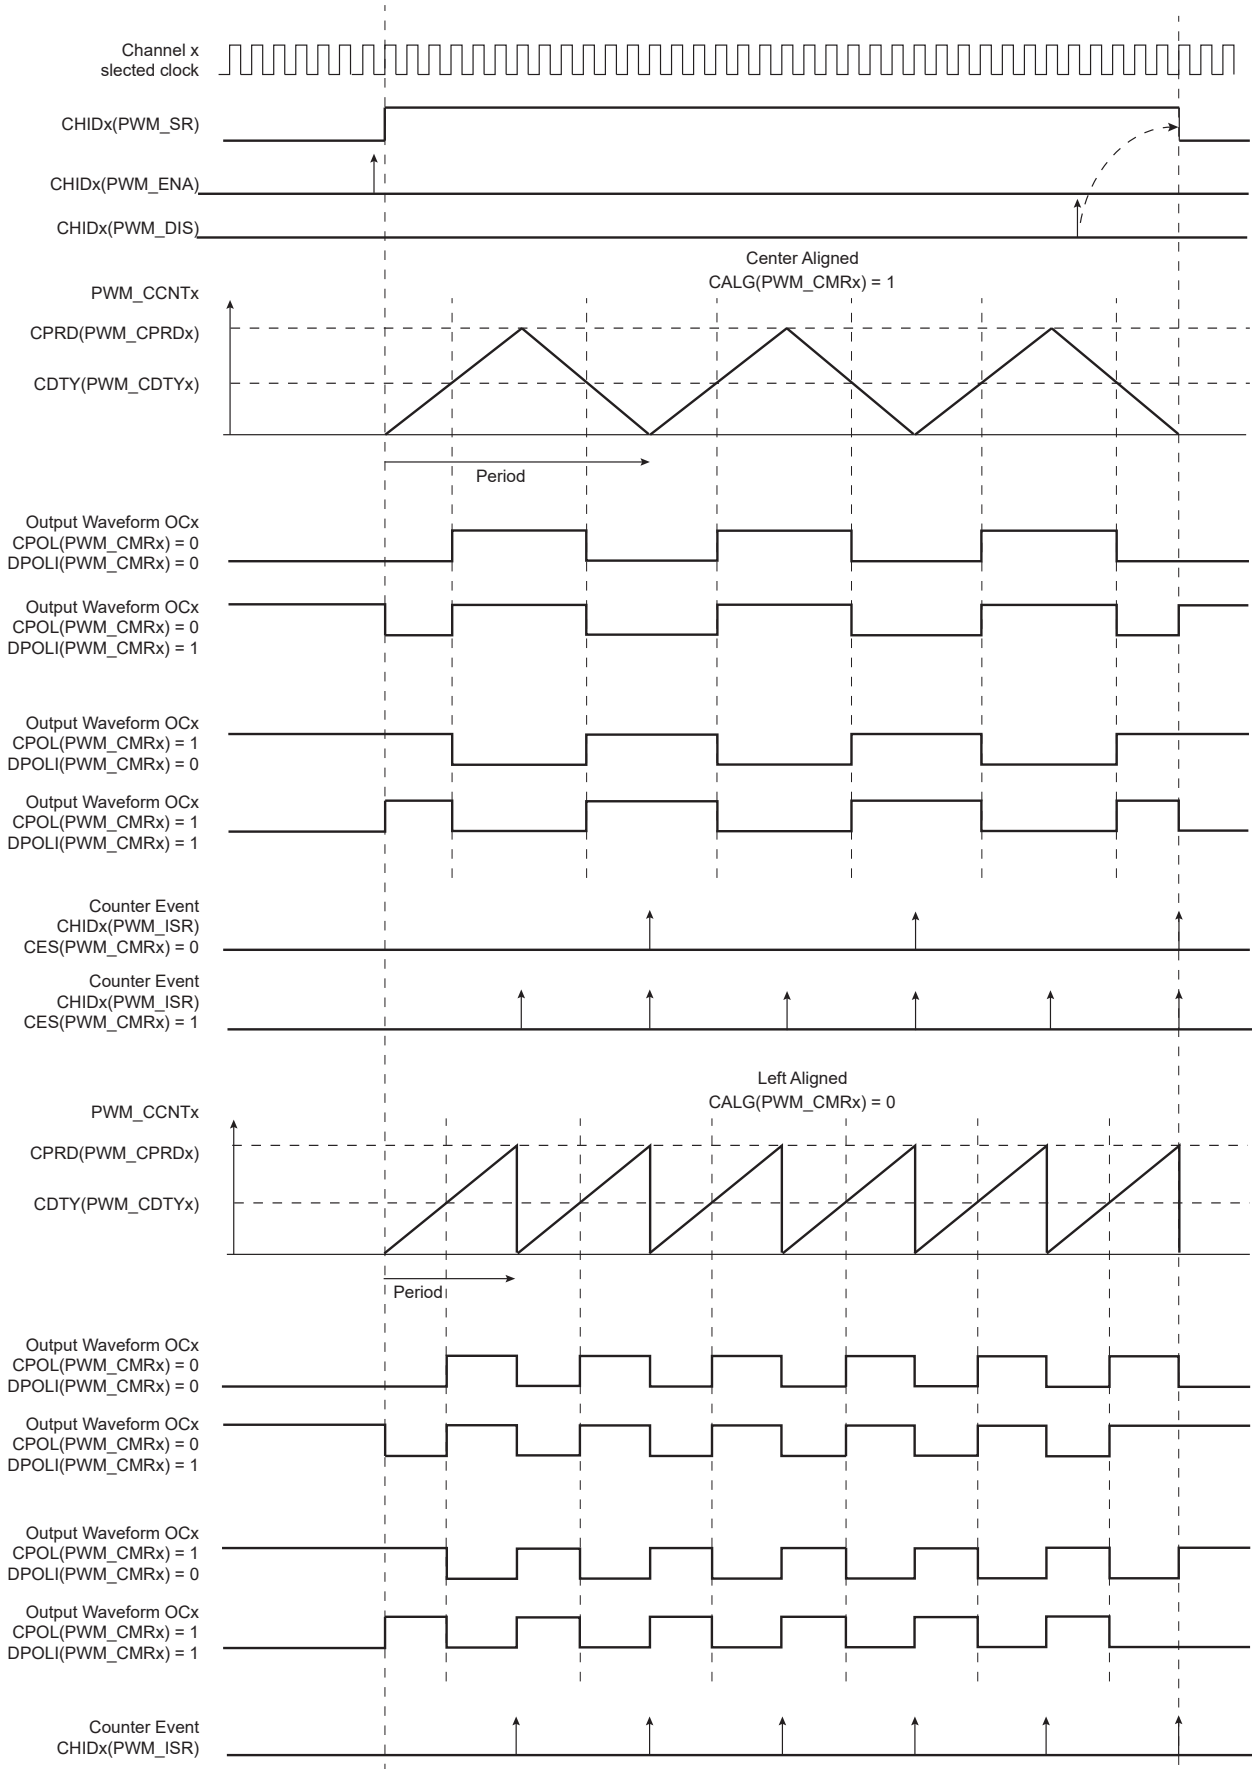 Channel x
slected clock
CHIDx(PWM_SR)
CHIDx(PWM_ENA)
CHIDx(PWM_DIS)
Center Aligned
CALG(PWM_CMRx) = 1
PWM_CCNTx
CPRD(PWM_CPRDx)
CDTY(PWM_CDTYx)
Period
Output Waveform OCx
CPOL(PWM_CMRx) = 0
DPOLI(PWM_CMRx) = 0
Output Waveform OCx
CPOL(PWM_CMRx) = 0
DPOLI(PWM_CMRx) = 1
Output Waveform OCx
CPOL(PWM_CMRx) = 1
DPOLI(PWM_CMRx) = 0
Output Waveform OCx
CPOL(PWM_CMRx) = 1
DPOLI(PWM_CMRx) = 1
Counter Event
CHIDx(PWM_ISR)
CES(PWM_CMRx) = 0
Counter Event
CHIDx(PWM_ISR)
CES(PWM_CMRx) = 1
Left Aligned
CALG(PWM_CMRx) = 0
PWM_CCNTx
CPRD(PWM_CPRDx)
CDTY(PWM_CDTYx)
Period
Output Waveform OCx
CPOL(PWM_CMRx) = 0
DPOLI(PWM_CMRx) = 0
Output Waveform OCx
CPOL(PWM_CMRx) = 0
DPOLI(PWM_CMRx) = 1
Output Waveform OCx
CPOL(PWM_CMRx) = 1
DPOLI(PWM_CMRx) = 0
Output Waveform OCx
CPOL(PWM_CMRx) = 1
DPOLI(PWM_CMRx) = 1
Counter Event
CHIDx(PWM_ISR)